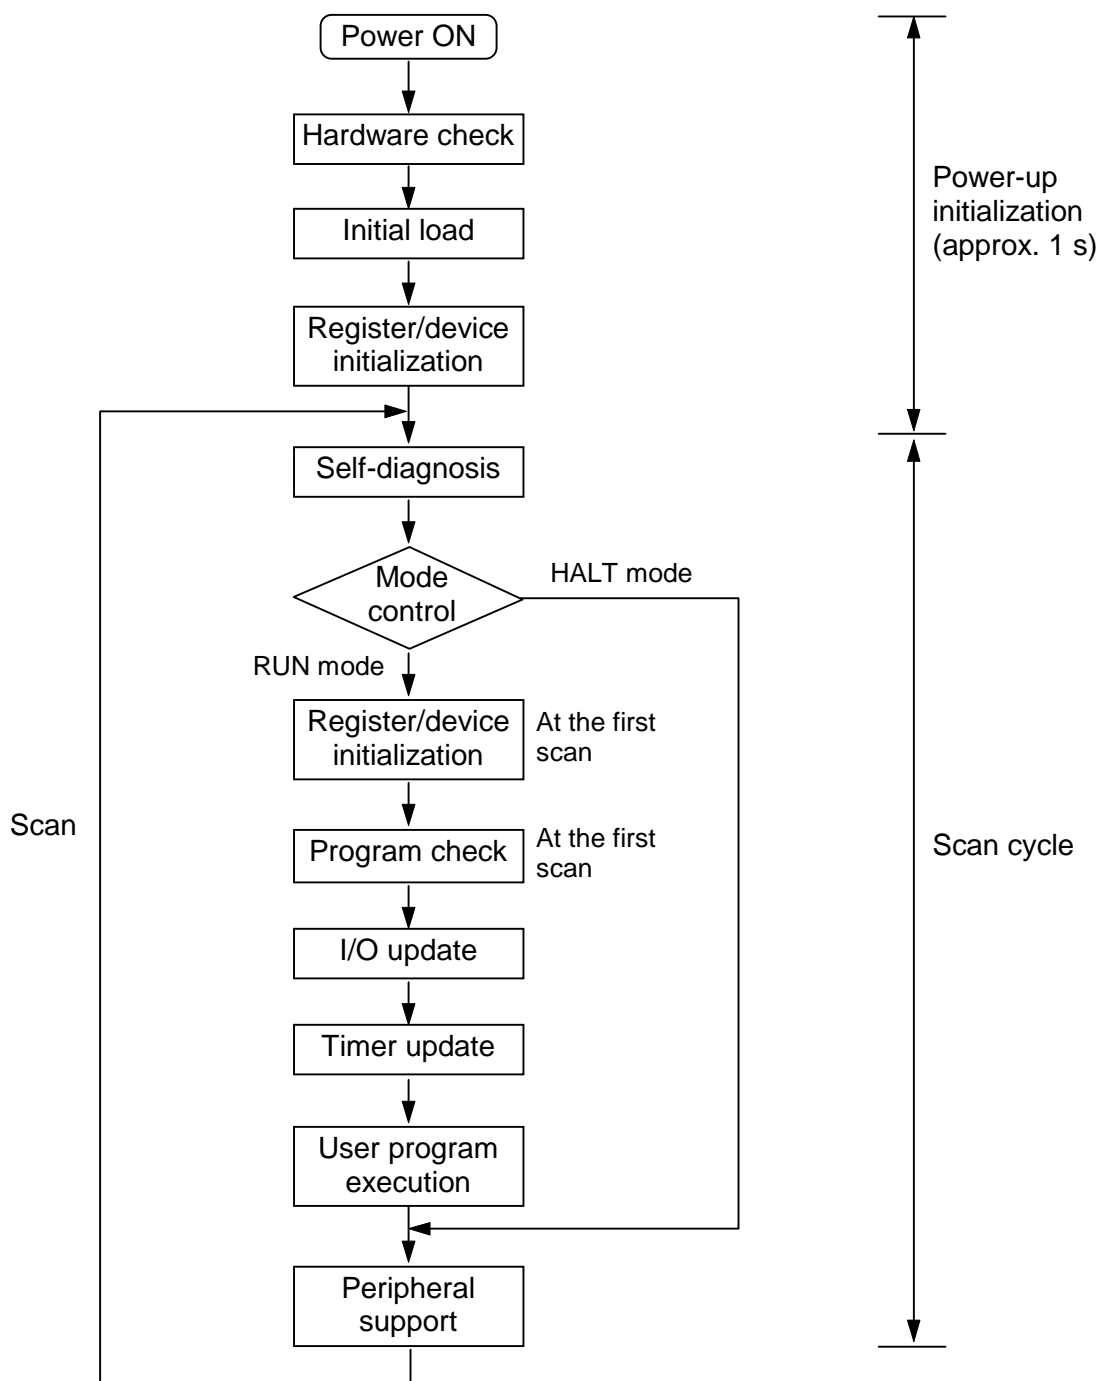 Power ON
Hardware check
Initial load
Power-up
initialization
(approx. 1 s)
Register/device
initialization
Self-diagnosis
Mode
control
HALT mode
RUN mode
Register/device
initialization
At the first
scan
Program check
At the first
scan
Scan
Scan cycle
I/O update
Timer update
User program
execution
Peripheral
support